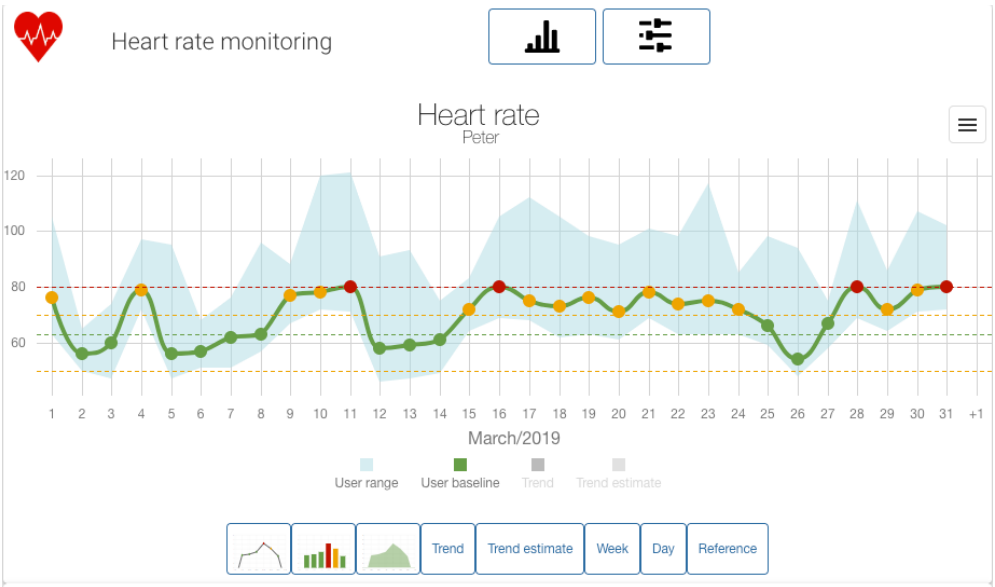 Heart rate monitoring
Heart rate
Peter
120
100
80
60
1 2 3 4 5 6 7 8 9 10 11 12 13 14 15 16 17 18 19 20 21 22 23 24 25 26 27 28 29 30 31 +1
March/2019
User range User baseline Trend Trend estimate
Trend Trend estimate Week Day Reference